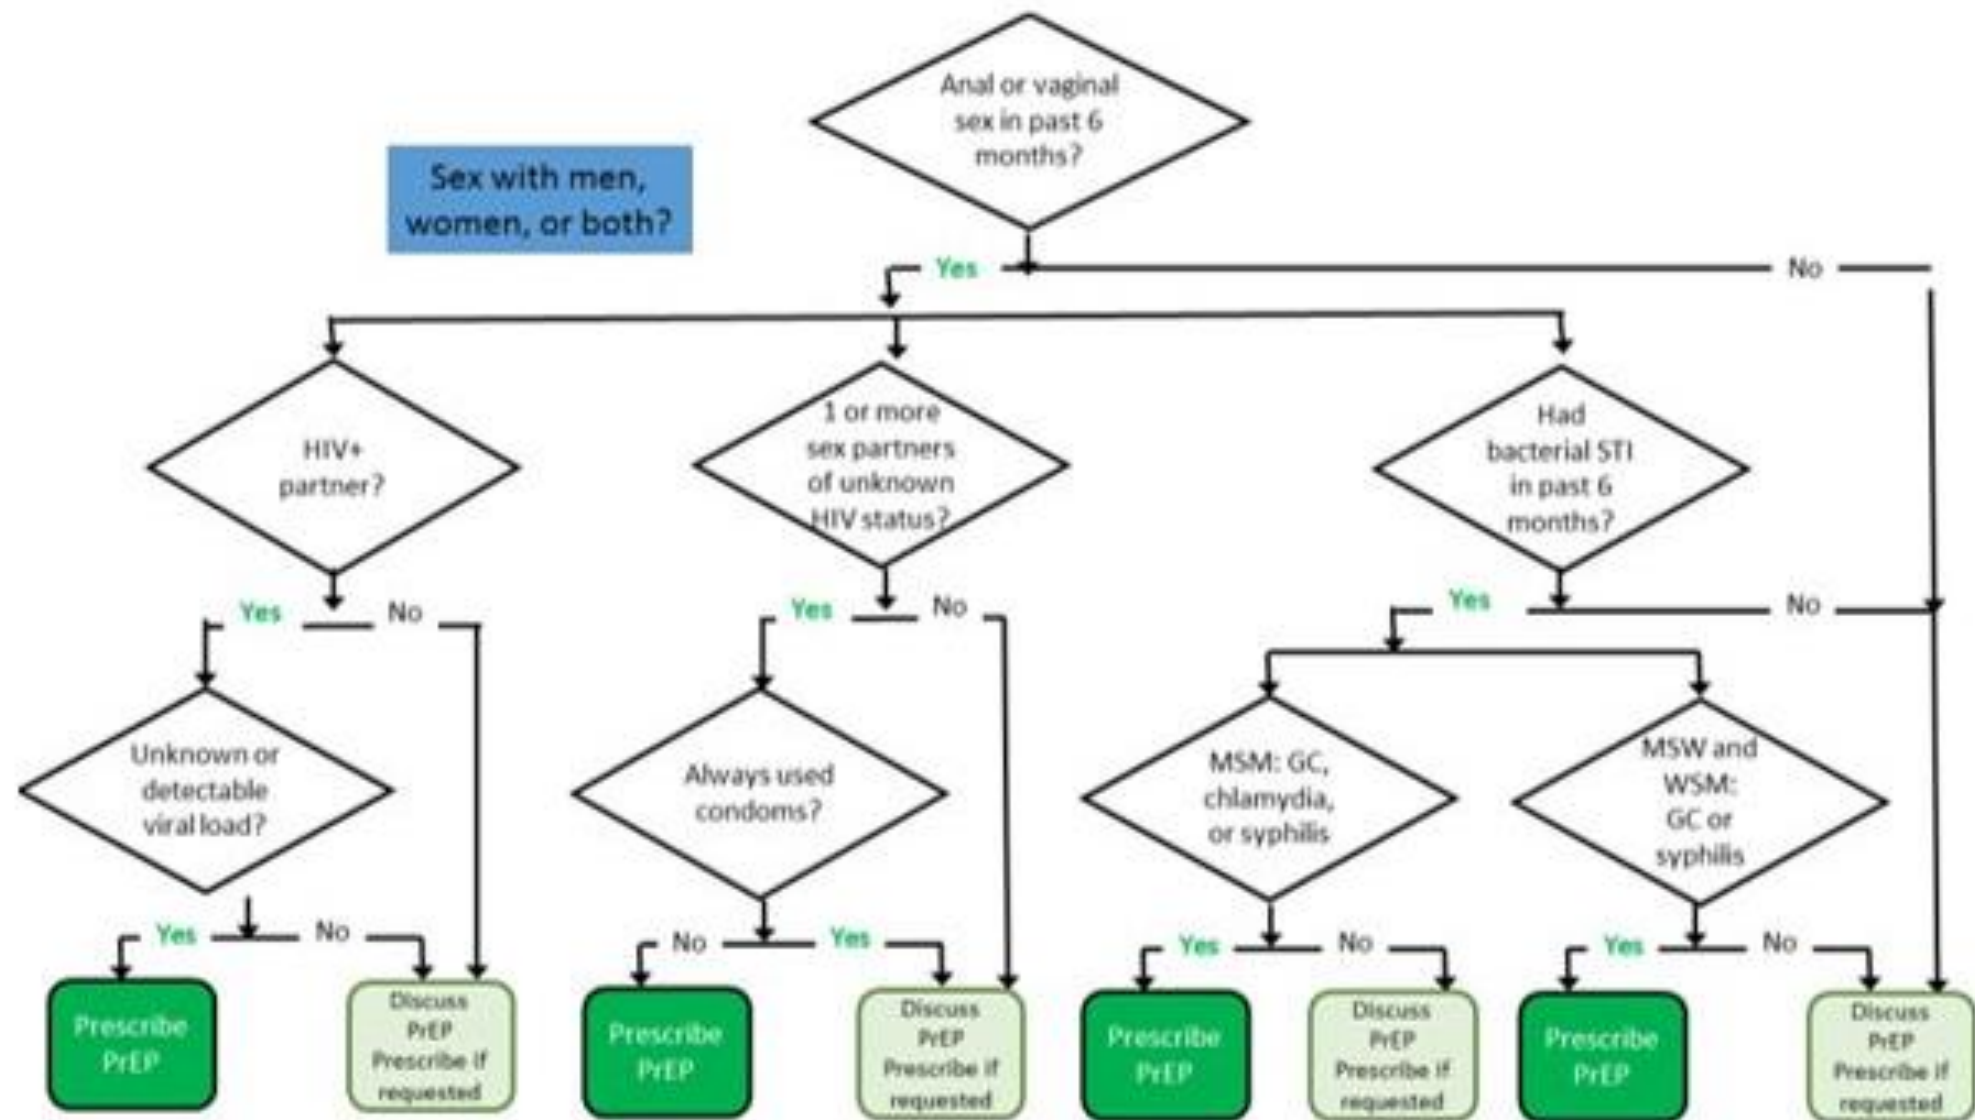 Anal or vaginal
sex in past 6
months?
Sex with men,
women, or both?
Yes
No
HIV+
partner?
1 or more
sex partners
of unknown
HIV status?
Had
bacterial STI
in past 6
months?
Yes
No
Yes
No
Yes
No
Unknown or
detectable
viral load?
Always used
condoms?
MSM: GC,
chlamydia,
or syphilis
MSW and
WSM:
GC or
syphilis
Yes
No
No
Yes
Yes
No
Yes
No
Prescribe
PrEP
Discuss
PrEP
Prescribe if
requested
Prescribe
PrEP
Discuss
PrEP
Prescribe if
requested
Prescribe
PrEP
Discuss
PrEP
Prescribe if
requested
Prescribe
PrEP
Discuss
PrEP
Prescribe if
requested